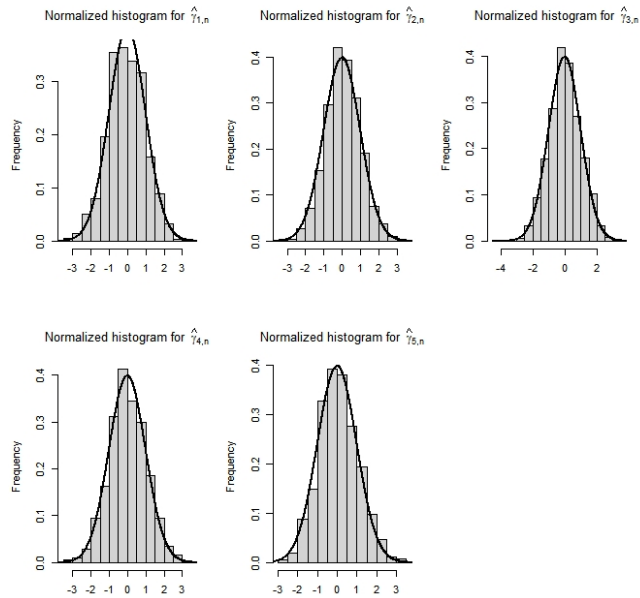 Normalized histogram for γ̂1,n
Normalized histogram for γ̂2,n
Normalized histogram for γ̂3,n
Frequency
0.0 0.1 0.2 0.3
-3 -2 -1 0 1 2 3
Frequency
0.0 0.1 0.2 0.3 0.4
-3 -2 -1 0 1 2 3
Frequency
0.0 0.1 0.2 0.3 0.4
-4 -2 0 2
Normalized histogram for γ̂4,n
Normalized histogram for γ̂5,n
Frequency
0.0 0.1 0.2 0.3 0.4
-3 -2 -1 0 1 2 3
Frequency
0.0 0.1 0.2 0.3 0.4
-3 -2 -1 0 1 2 3